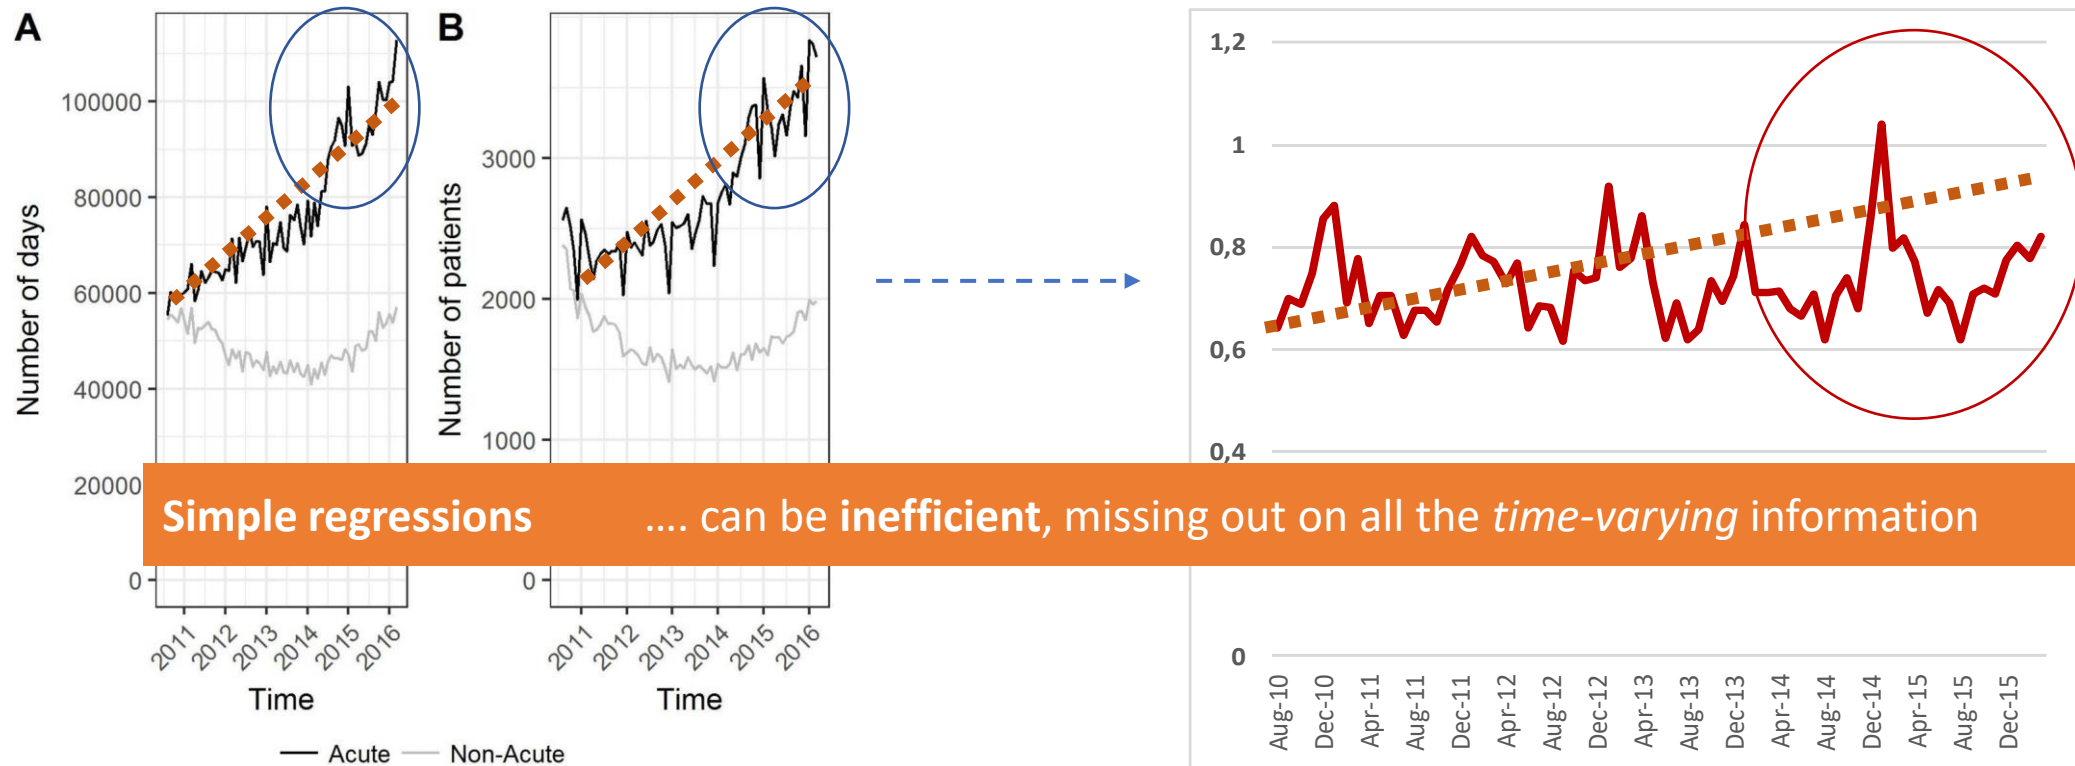 A
Number of days
100000
80000
60000
40000
20000
0
2011
2012
2013
2014
2015
2016
Time
B
Number of patients
3000
2000
1000
0
2011
2012
2013
2014
2015
2016
Time
Acute
Non-Acute
1,2
1
0,8
0,6
0,4
0
Aug-10
Dec-10
Apr-11
Aug-11
Dec-11
Apr-12
Aug-12
Dec-12
Apr-13
Aug-13
Dec-13
Apr-14
Aug-14
Dec-14
Apr-15
Aug-15
Dec-15
Simple regressions .... can be inefficient, missing out on all the time-varying information